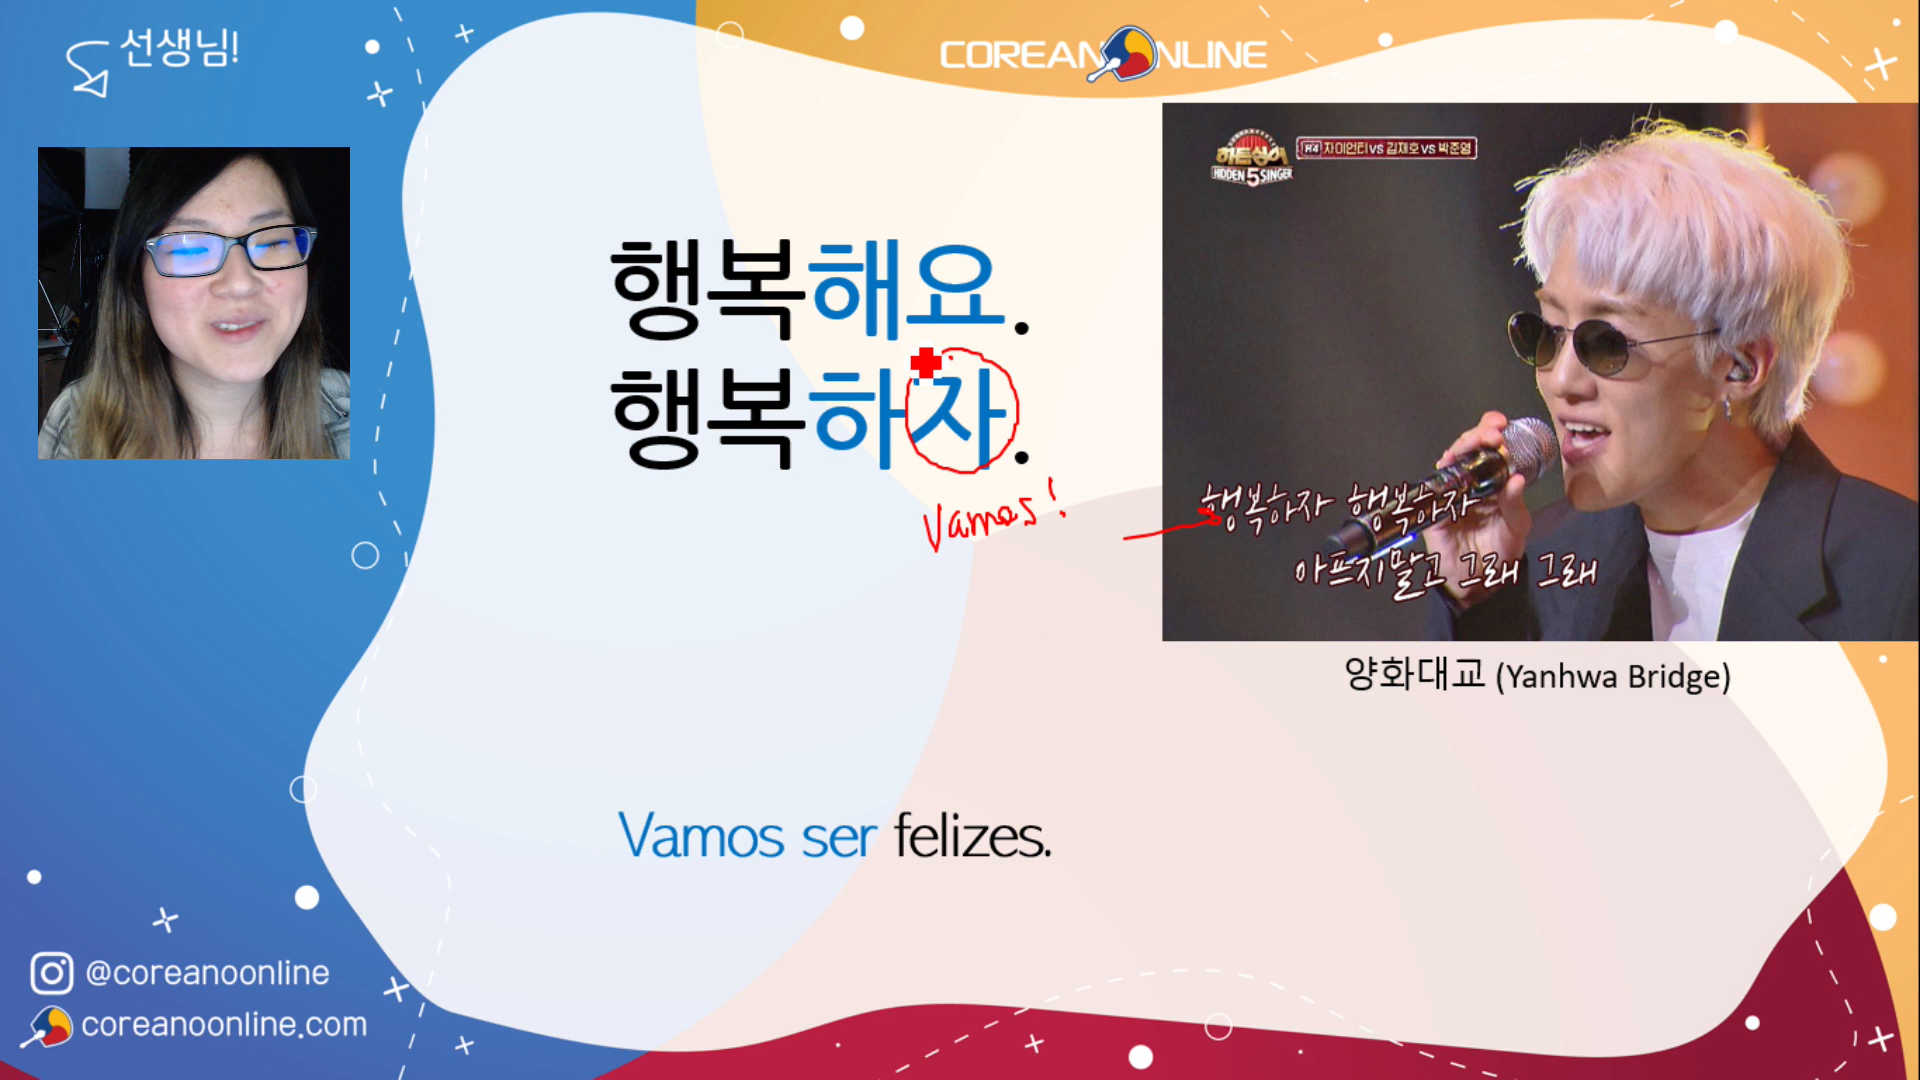 선생님!
COREANONLINE
히든싱어
HIDDEN 5 SINGER
R4 자이언티 VS 김재호 VS 박준영
행복해요.
행복하자.
Vamos!
행복하자 행복하자
아프지말고 그래 그래
양화대교 (Yanhwa Bridge)
Vamos ser felizes.
@coreanoonline
coreanoonline.com